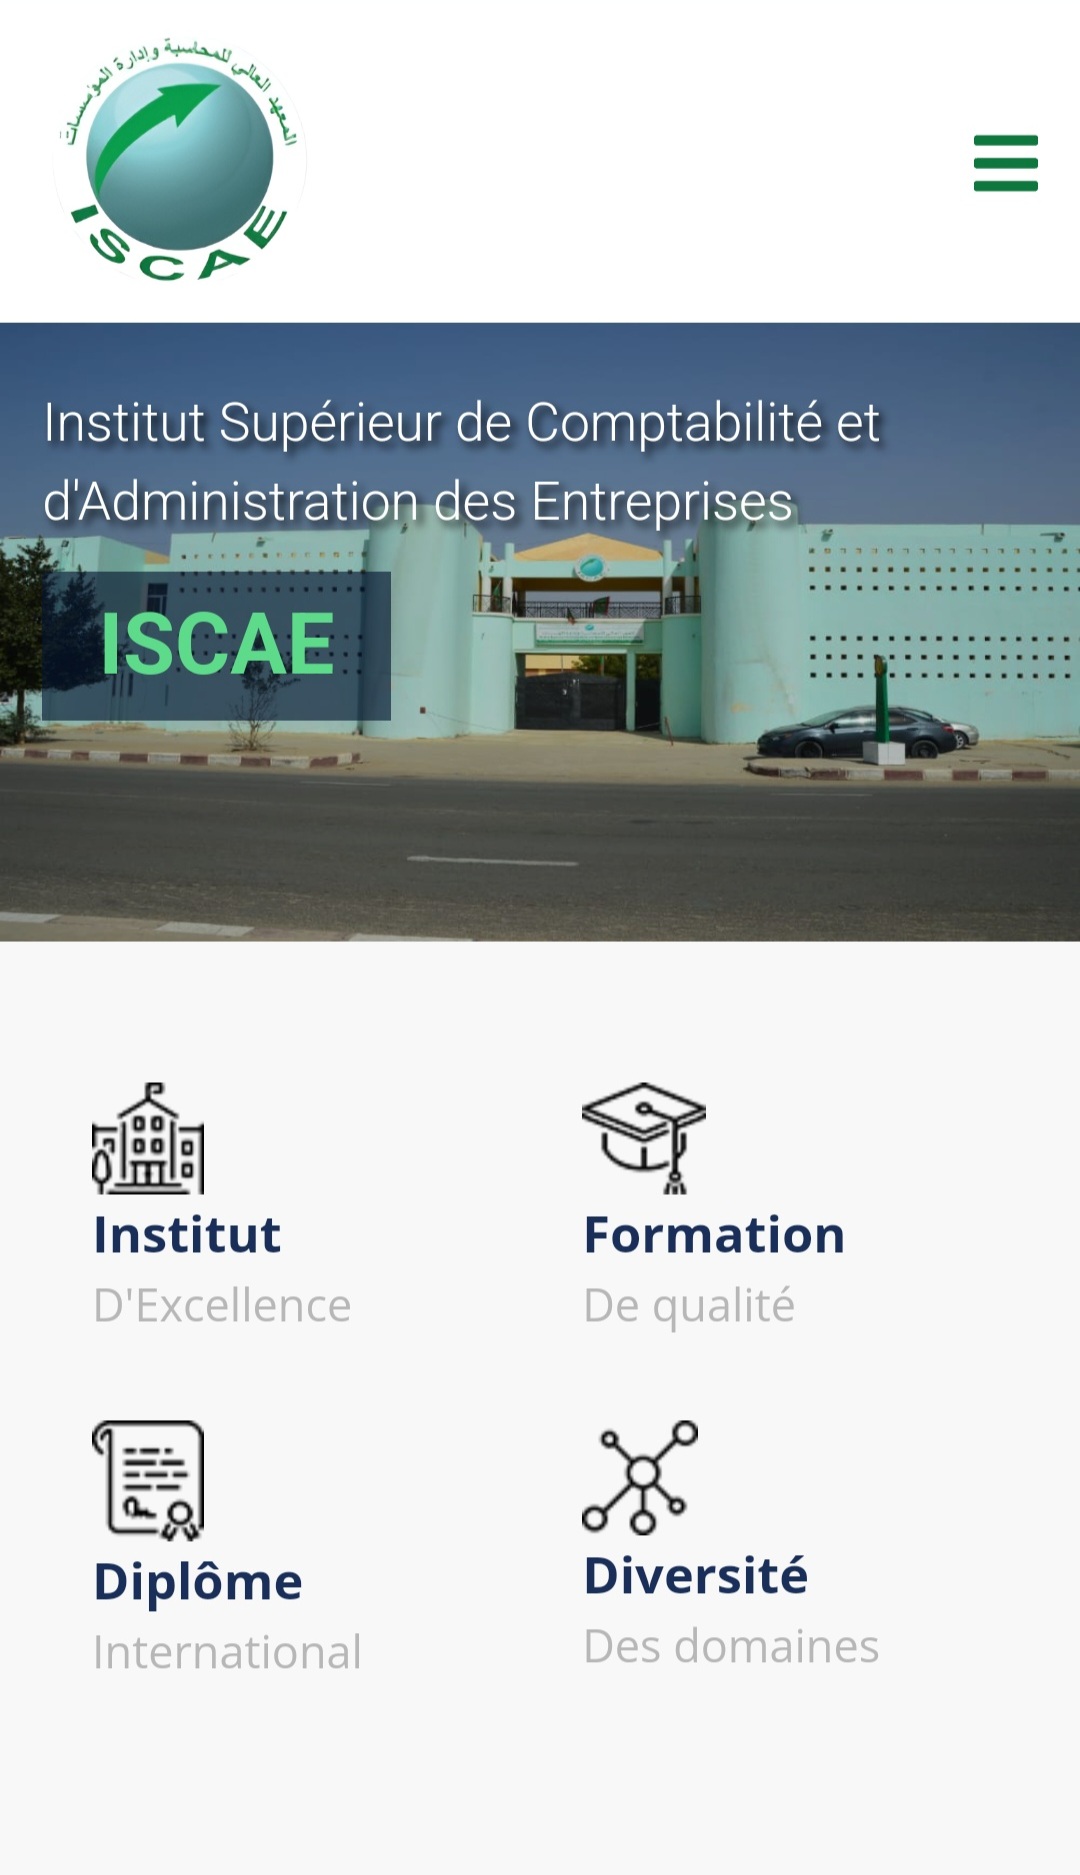 المعهد العالي للمحاسبة وإدارة المؤسسات
ISCAE
Institut Supérieur de Comptabilité et
d'Administration des Entreprises
ISCAE
Institut
D'Excellence
Formation
De qualité
Diplôme
International
Diversité
Des domaines